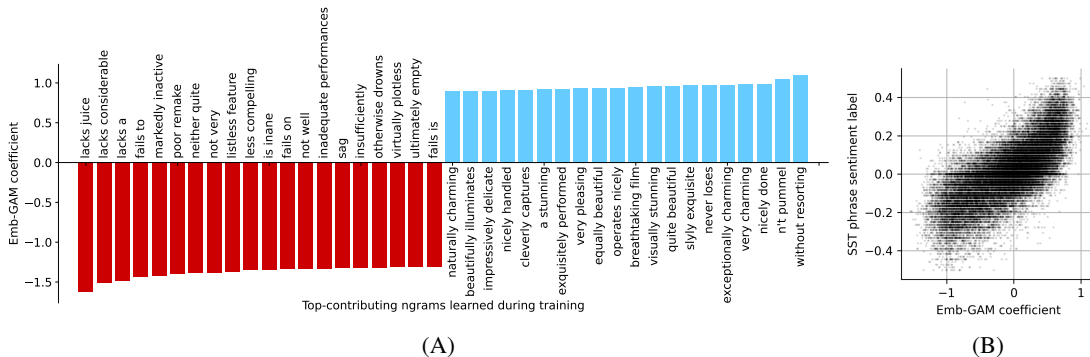 Emb-GAM coefficient
1.0
0.5
0.0
−0.5
−1.0
−1.5
lacks juice
lacks considerable
lacks a
fails to
markedly inactive
poor remake
neither quite
not very
listless feature
less compelling
is inane
fails on
not well
inadequate performances
sag
insufficiently
otherwise drowns
virtually plotless
ultimately empty
fails is
naturally charming
beautifully illuminates
impressively delicate
nicely handled
cleverly captures
a stunning
exquisitely performed
very pleasing
equally beautiful
operates nicely
breathtaking film
visually stunning
quite beautiful
slyly exquisite
never loses
exceptionally charming
very charming
nicely done
n't pummel
without resorting
Top-contributing ngrams learned during training
(A)
SST phrase sentiment label
0.4
0.2
0.0
−0.2
−0.4
−1
0
1
Emb-GAM coefficient
(B)